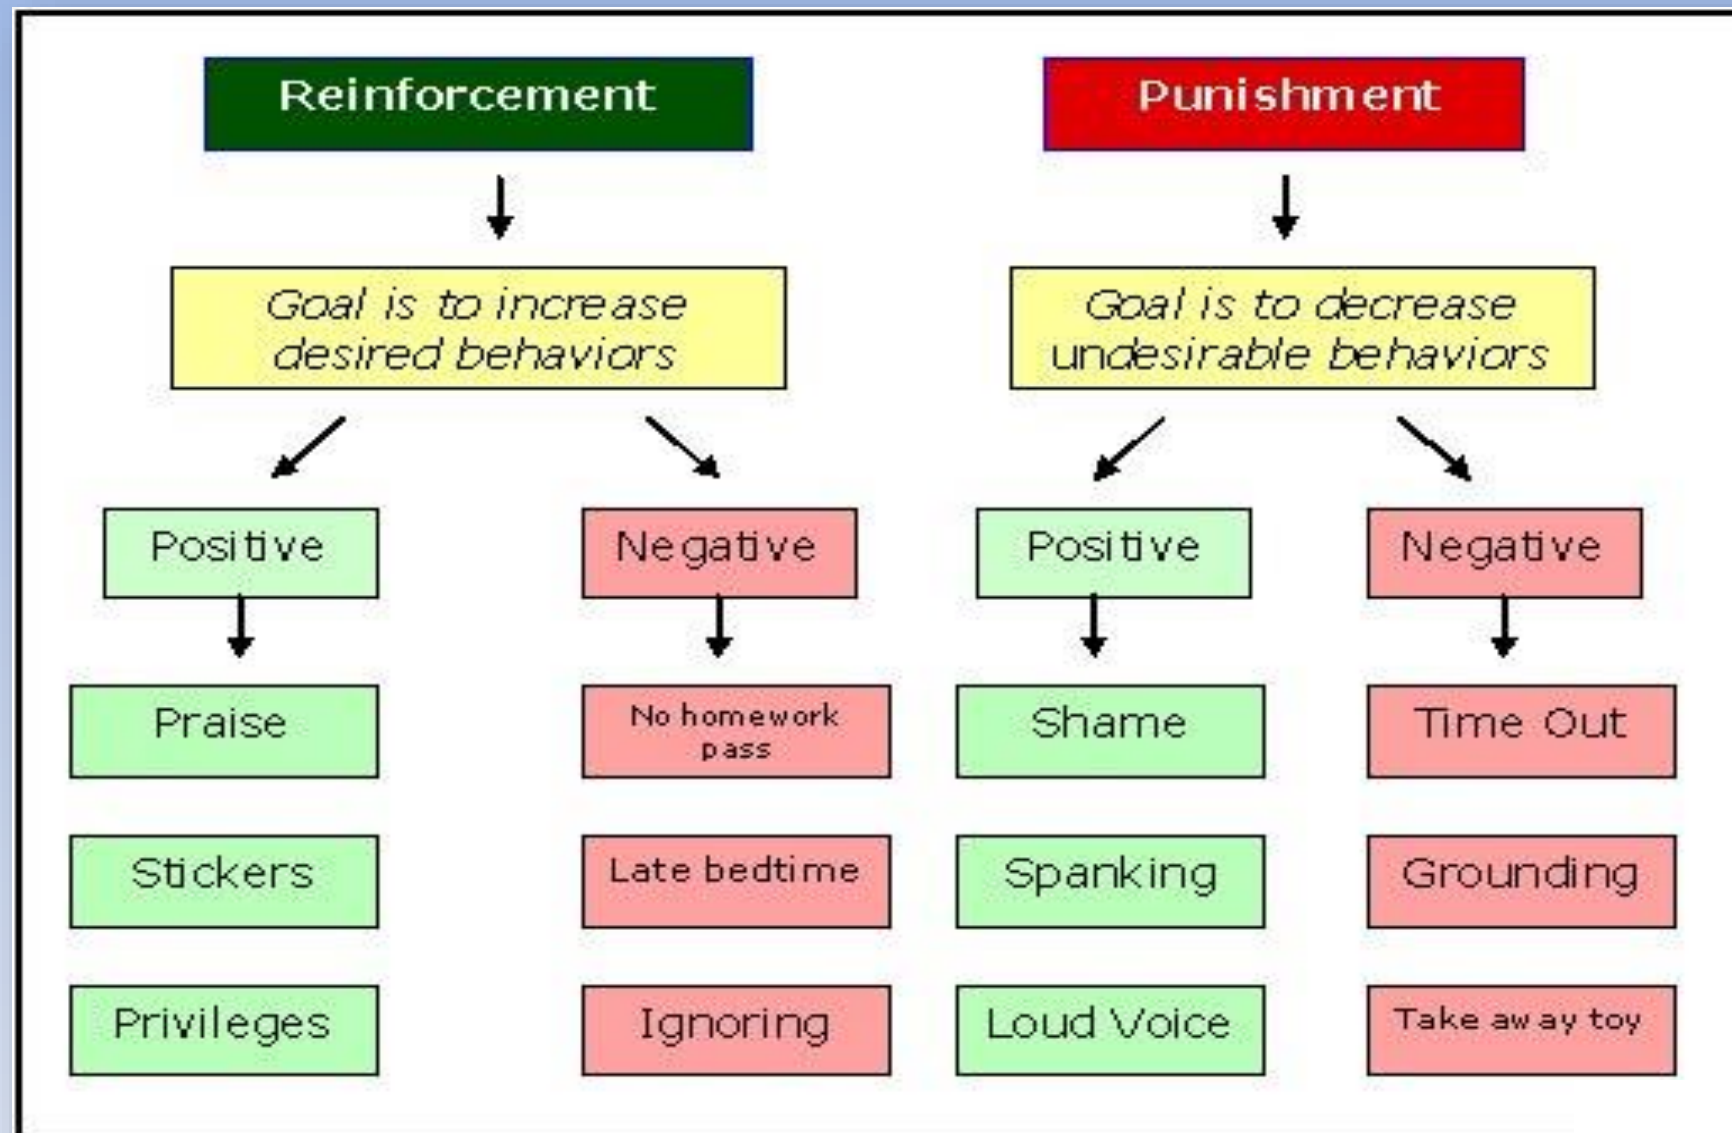 Reinforcement
Punishment
Goal is to increase
desired behaviors
Goal is to decrease
undesirable behaviors
Positive
Negative
Positive
Negative
Praise
No homework
pass
Shame
Time Out
Stickers
Late bedtime
Spanking
Grounding
Privileges
Ignoring
Loud Voice
Take away toy